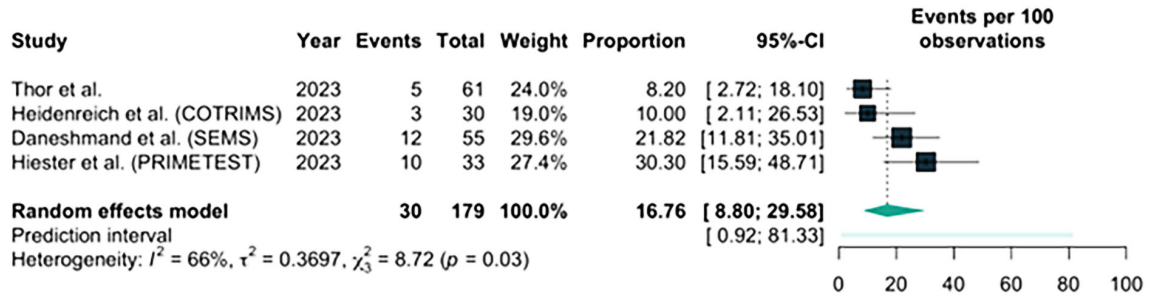 Events per 100
Study Year Events Total Weight Proportion 95%-CI observations
Thor et al. 2023 5 61 24.0% 8.20 [ 2.72; 18.10]
Heidenreich et al. (COTRIMS) 2023 3 30 19.0% 10.00 [ 2.11; 26.53]
Daneshmand et al. (SEMS) 2023 12 55 29.6% 21.82 [11.81; 35.01]
Hiester et al. (PRIMETEST) 2023 10 33 27.4% 30.30 [15.59; 48.71]
Random effects model 30 179 100.0% 16.76 [ 8.80; 29.58]
Prediction interval [ 0.92; 81.33]
Heterogeneity: I² = 66%, τ² = 0.3697, χ²₃ = 8.72 (p = 0.03)
0 20 40 60 80 100